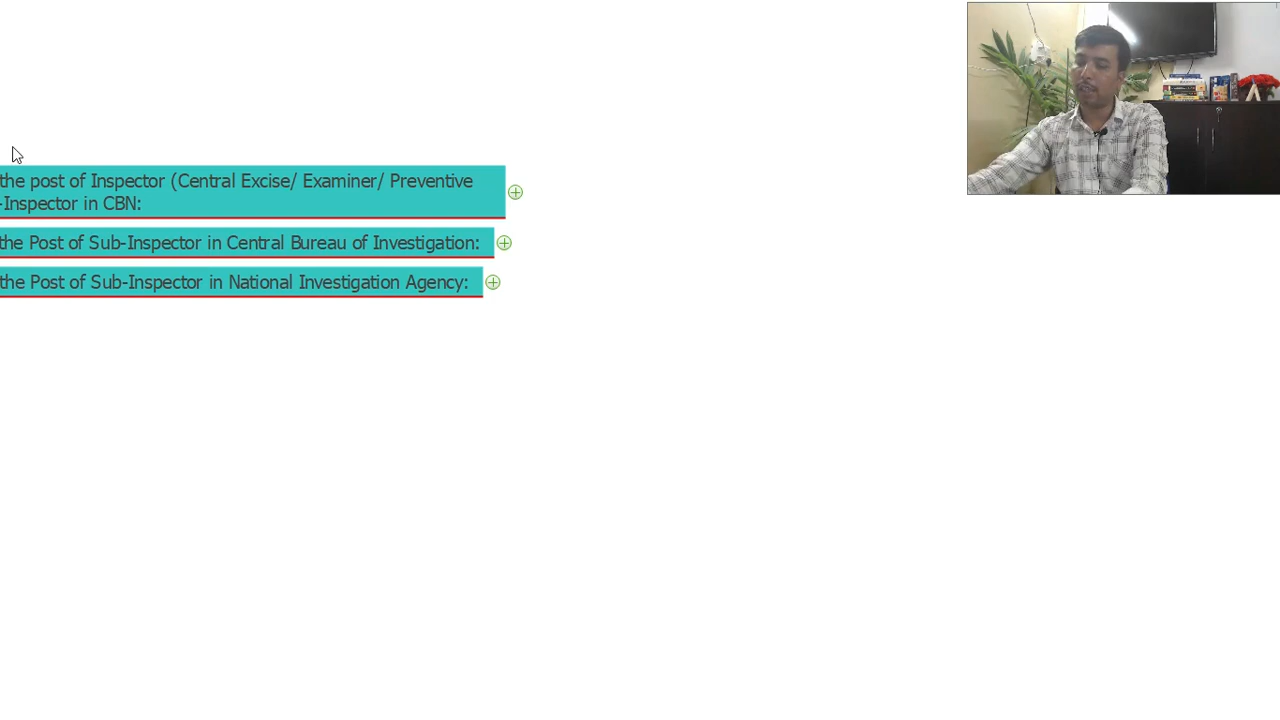 the post of Inspector (Central Excise/ Examiner/ Preventive
-Inspector in CBN:
the Post of Sub-Inspector in Central Bureau of Investigation:
the Post of Sub-Inspector in National Investigation Agency: